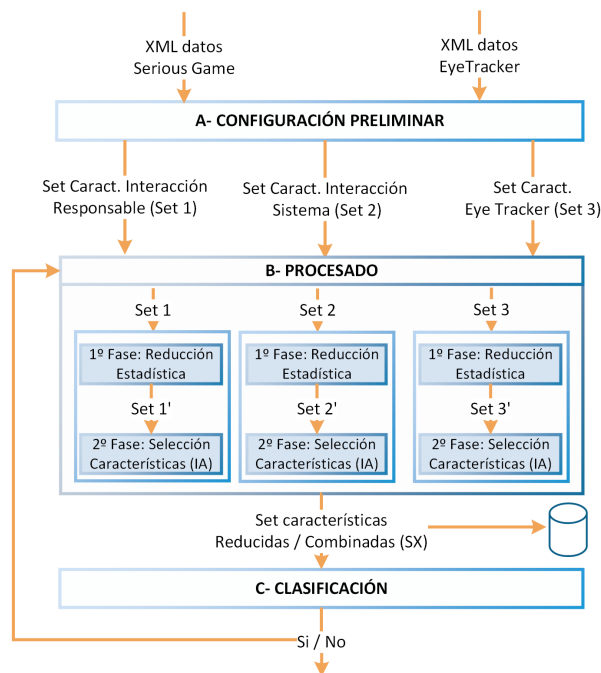 XML datos
Serious Game
XML datos
EyeTracker
A- CONFIGURACIÓN PRELIMINAR
Set Caract. Interacción
Responsable (Set 1)
Set Caract. Interacción
Sistema (Set 2)
Set Caract.
Eye Tracker (Set 3)
B- PROCESADO
Set 1
Set 2
Set 3
1º Fase: Reducción
Estadística
1º Fase: Reducción
Estadística
1º Fase: Reducción
Estadística
Set 1'
Set 2'
Set 3'
2º Fase: Selección
Características (IA)
2º Fase: Selección
Características (IA)
2º Fase: Selección
Características (IA)
Set características
Reducidas / Combinadas (SX)
C- CLASIFICACIÓN
Si / No